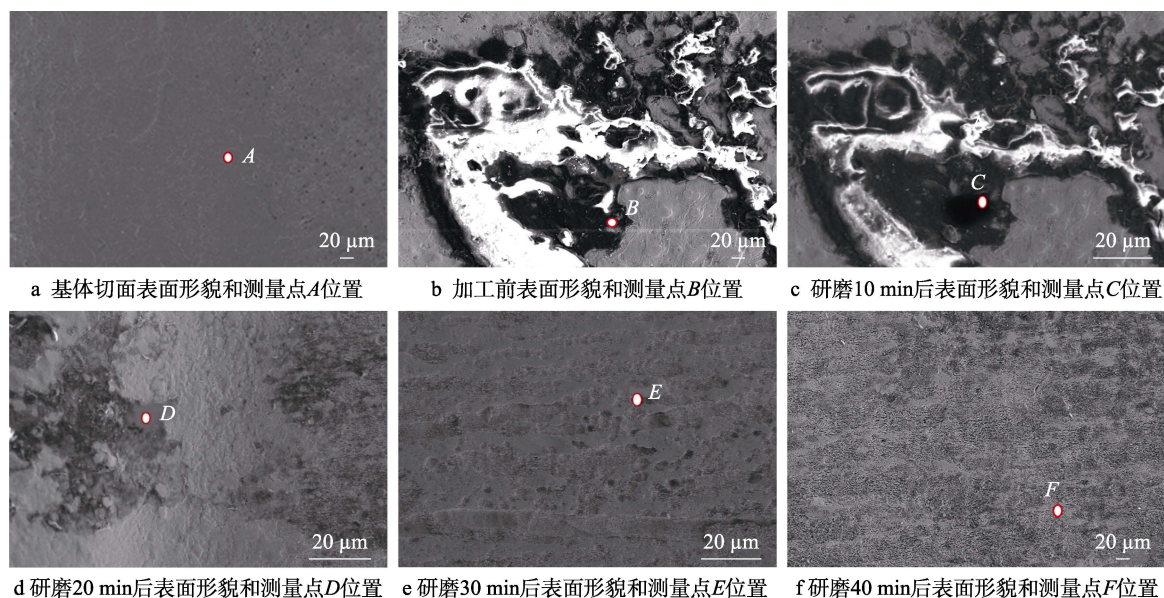 A
20 μm
a 基体切面表面形貌和测量点A位置
B
20 μm
b 加工前表面形貌和测量点B位置
C
20 μm
c 研磨10 min后表面形貌和测量点C位置
D
20 μm
d 研磨20 min后表面形貌和测量点D位置
E
20 μm
e 研磨30 min后表面形貌和测量点E位置
F
20 μm
f 研磨40 min后表面形貌和测量点F位置